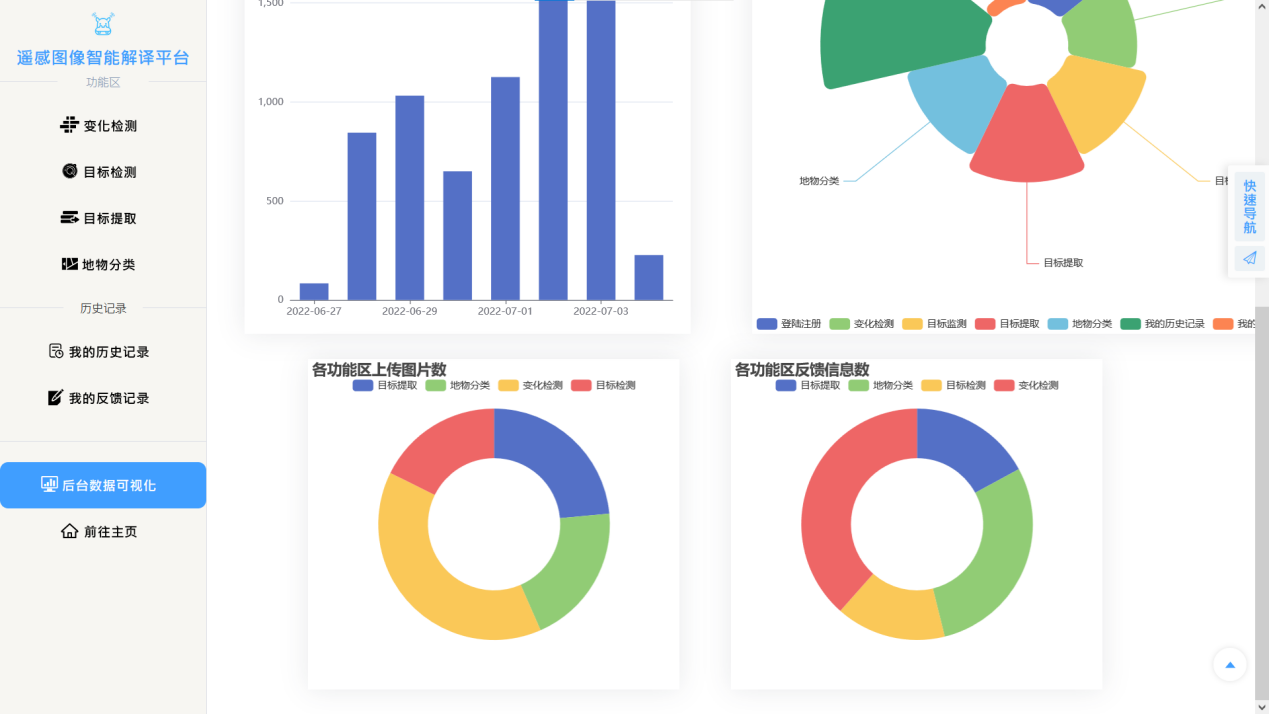 遥感图像智能解译平台
功能区
变化检测
目标检测
目标提取
地物分类
历史记录
我的历史记录
我的反馈记录
后台数据可视化
前往主页
1,500
1,000
500
0
2022-06-27 2022-06-29 2022-07-01 2022-07-03
地物分类
目标提取
登陆注册 变化检测 目标监测 目标提取 地物分类 我的历史记录 我的
快速导航
各功能区上传图片数
目标提取 地物分类 变化检测 目标检测
各功能区反馈信息数
目标提取 地物分类 目标检测 变化检测